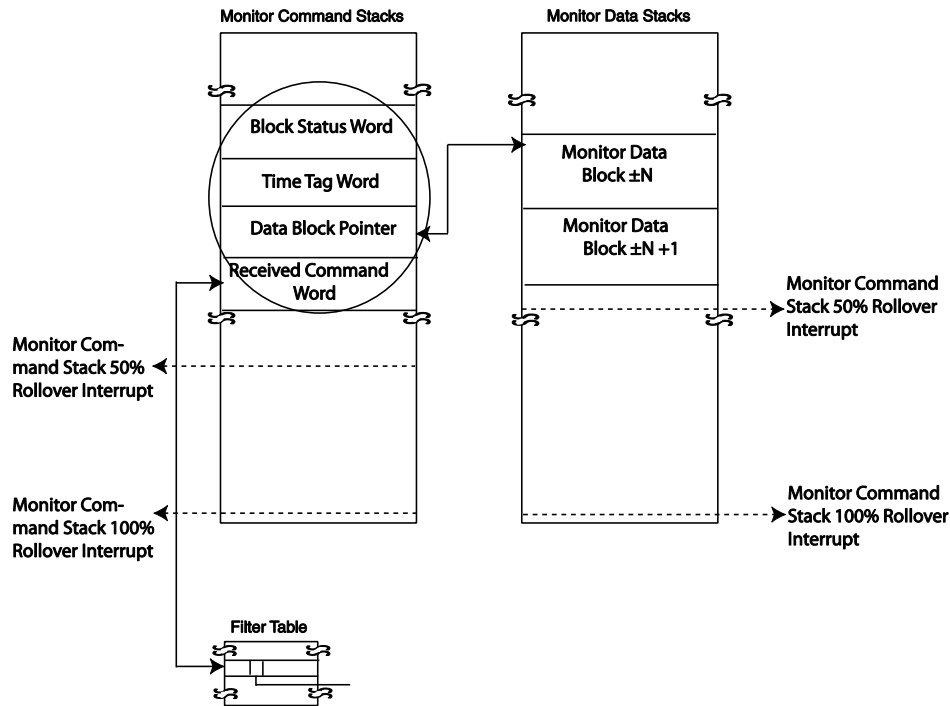 Monitor Command Stacks
Monitor Data Stacks
Block Status Word
Time Tag Word
Data Block Pointer
Received Command
Word
Monitor Data
Block ±N
Monitor Data
Block ±N +1
Monitor Command
Stack 50% Rollover
Interrupt
Monitor Com-
mand Stack 50%
Rollover Interrupt
Monitor Com-
mand Stack 100%
Rollover Interrupt
Monitor Command
Stack 100% Rollover
Interrupt
Filter Table